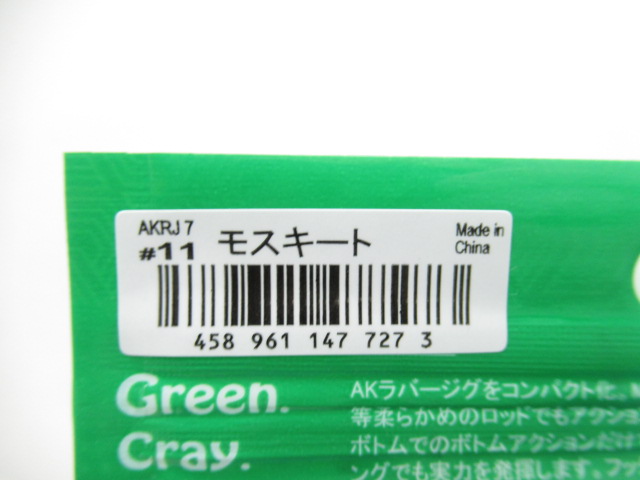 AKRJ7
#11 モスキート
Made in
China
458 961 147 727 3
Green.
Cray.
AKラバージグをコンパクト化
等柔らかめのロッドでもアクショ
ボトムでのボトムアクションだけ
ングでも実力を発揮します。フッ